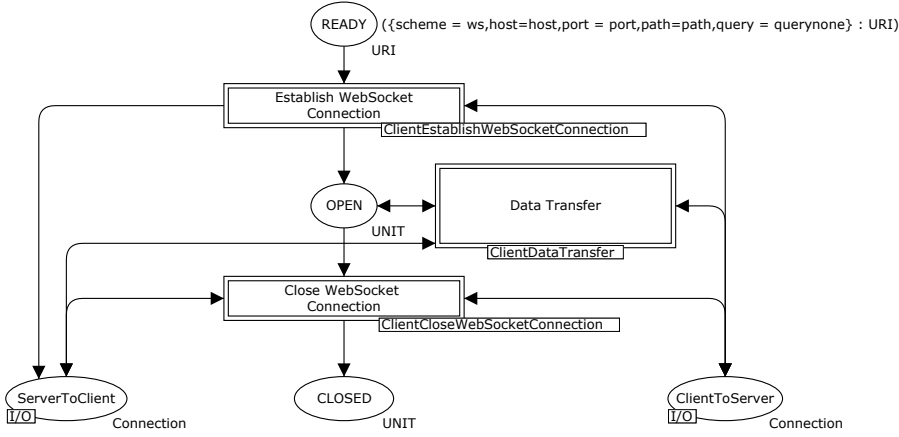 READY ({scheme = ws,host=host,port = port,path=path,query = querynone} : URI)
URI
Establish WebSocket
Connection
ClientEstablishWebSocketConnection
OPEN
UNIT
Data Transfer
ClientDataTransfer
Close WebSocket
Connection
ClientCloseWebSocketConnection
ServerToClient
I/O
Connection
CLOSED
UNIT
ClientToServer
I/O
Connection